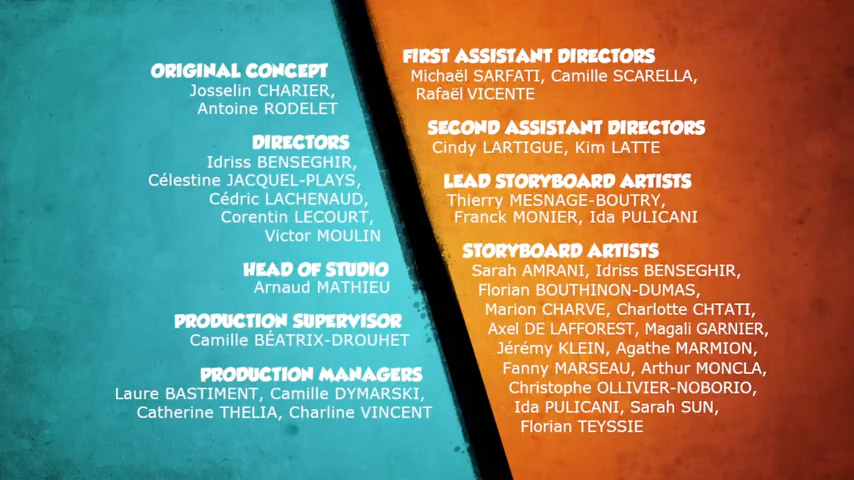 ORIGINAL CONCEPT
Josselin CHARIER,
Antoine RODELET
DIRECTORS
Idriss BENSEGHIR,
Célestine JACQUEL-PLAYS,
Cédric LACHENAUD,
Corentin LECOURT,
Victor MOULIN
HEAD OF STUDIO
Arnaud MATHIEU
PRODUCTION SUPERVISOR
Camille BÉATRIX-DROUHET
PRODUCTION MANAGERS
Laure BASTIMENT, Camille DYMARSKI,
Catherine THELIA, Charline VINCENT
FIRST ASSISTANT DIRECTORS
Michaël SARFATI, Camille SCARELLA,
Rafaël VICENTE
SECOND ASSISTANT DIRECTORS
Cindy LARTIGUE, Kim LATTE
LEAD STORYBOARD ARTISTS
Thierry MESNAGE-BOUTRY,
Franck MONIER, Ida PULICANI
STORYBOARD ARTISTS
Sarah AMRANI, Idriss BENSEGHIR,
Florian BOUTHINON-DUMAS,
Marion CHARVE, Charlotte CHTATI,
Axel DE LAFFOREST, Magali GARNIER,
Jérémy KLEIN, Agathe MARMION,
Fanny MARSEAU, Arthur MONCLA,
Christophe OLLIVIER-NOBORIO,
Ida PULICANI, Sarah SUN,
Florian TEYSSIE